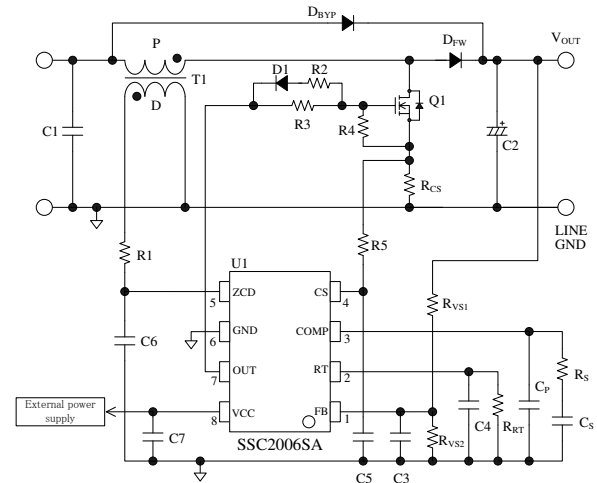 DBYP
P
DFW
VOUT
T1
D1
R2
D
Q1
R3
R4
C1
C2
RCS
LINE
GND
R1
R5
U1
ZCD
CS
5
4
RVS1
GND
COMP
6
3
C6
RS
OUT
RT
7
2
CP
External power
supply
VCC
FB
8
1
C4
RRT
CS
C7
RVS2
SSC2006SA
C5
C3